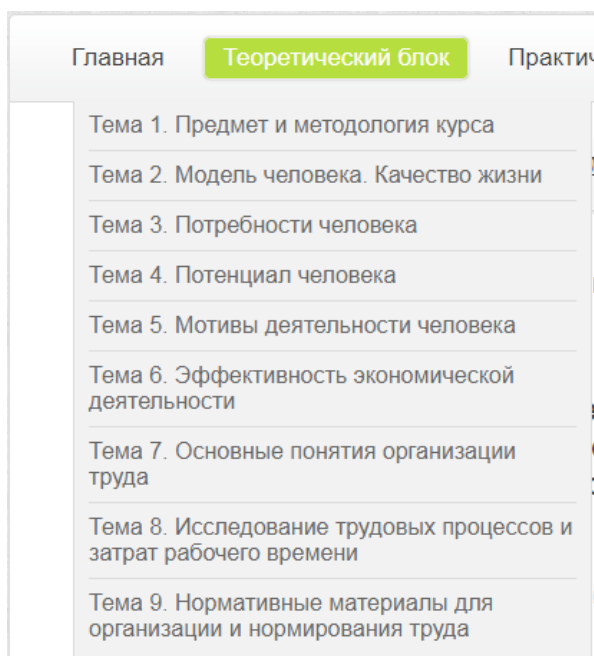 Главная Теоретический блок
Тема 1. Предмет и методология курса
Тема 2. Модель человека. Качество жизни
Тема 3. Потребности человека
Тема 4. Потенциал человека
Тема 5. Мотивы деятельности человека
Тема 6. Эффективность экономической
деятельности
Тема 7. Основные понятия организации
труда
Тема 8. Исследование трудовых процессов и
затрат рабочего времени
Тема 9. Нормативные материалы для
организации и нормирования труда